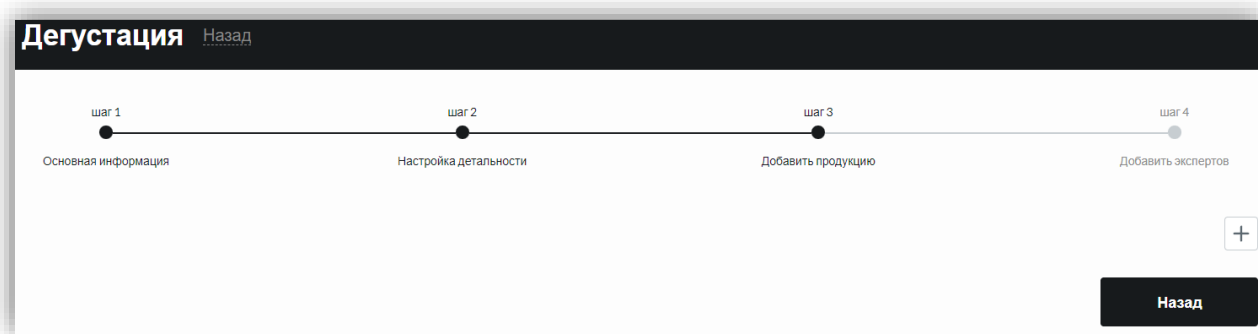 Дегустация Назад
шаг 1 шаг 2 шаг 3 шаг 4
Основная информация Настройка детальности Добавить продукцию Добавить экспертов
Назад